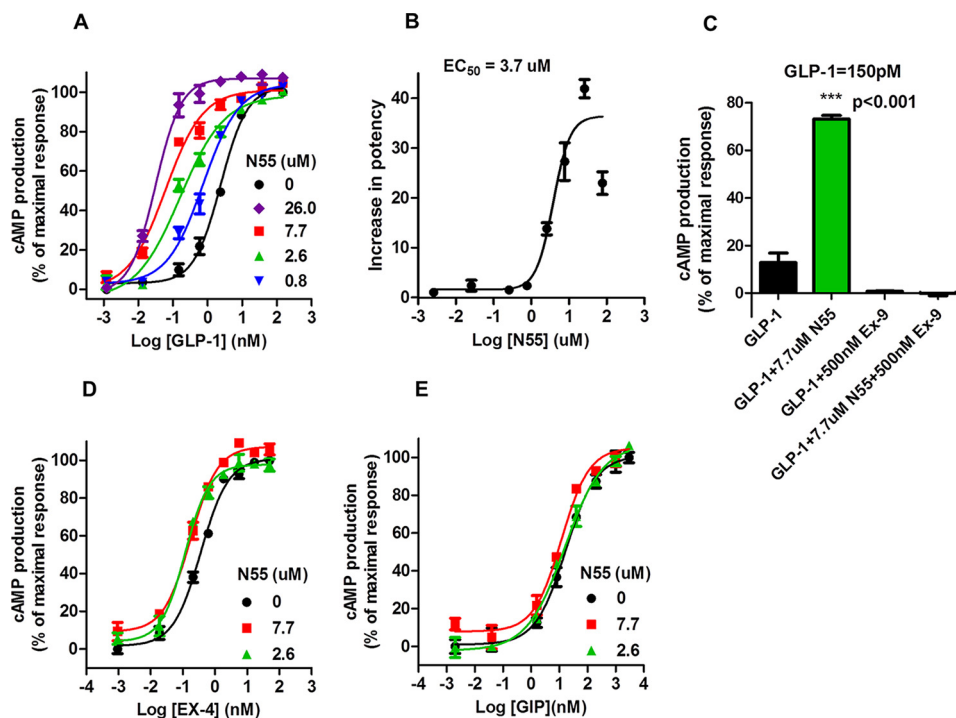 A
cAMP production
(% of maximal response)
120
100
80
60
40
20
0
-3
-2
-1
0
1
2
3
Log [GLP-1] (nM)
N55 (uM)
0
26.0
7.7
2.6
0.8
B
EC50 = 3.7 uM
Increase in potency
40
30
20
10
0
-3
-2
-1
0
1
2
3
Log [N55] (uM)
C
GLP-1=150pM
*** p<0.001
cAMP production
(% of maximal response)
80
60
40
20
0
GLP-1
GLP-1+7.7uM N55
GLP-1+500nM Ex-9
GLP-1+7.7uM N55+500nM Ex-9
D
cAMP production
(% of maximal response)
120
100
80
60
40
20
0
-4
-3
-2
-1
0
1
2
3
Log [EX-4] (nM)
N55 (uM)
0
7.7
2.6
E
cAMP production
(% of maximal response)
120
100
80
60
40
20
0
-4
-3
-2
-1
0
1
2
3
4
Log [GIP](nM)
N55 (uM)
0
7.7
2.6